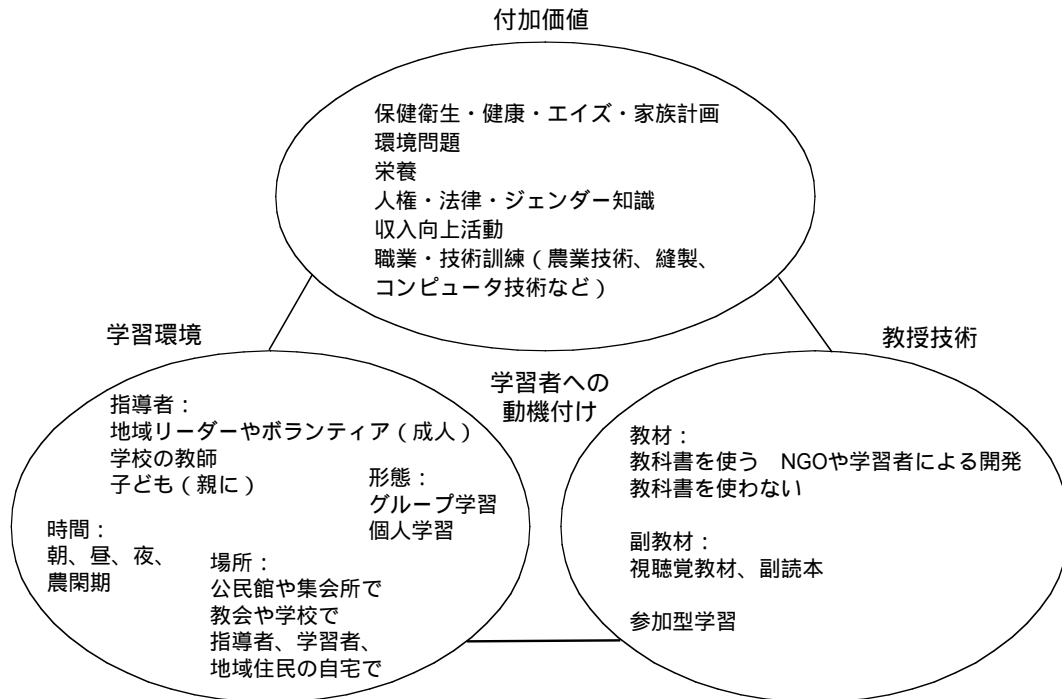 付加価値
保健衛生・健康・エイズ・家族計画
環境問題
栄養
人権・法律・ジェンダー知識
収入向上活動
職業・技術訓練（農業技術、縫製、
コンピュータ技術など）
学習環境
指導者：
地域リーダーやボランティア（成人）
学校の教師
子ども（親に）
形態：
グループ学習
個人学習
時間：
朝、昼、夜、
農閑期
場所：
公民館や集会所で
教会や学校で
指導者、学習者、
地域住民の自宅で
学習者への
動機付け
教授技術
教材：
教科書を使う　NGOや学習者による開発
教科書を使わない
副教材：
視聴覚教材、副読本
参加型学習